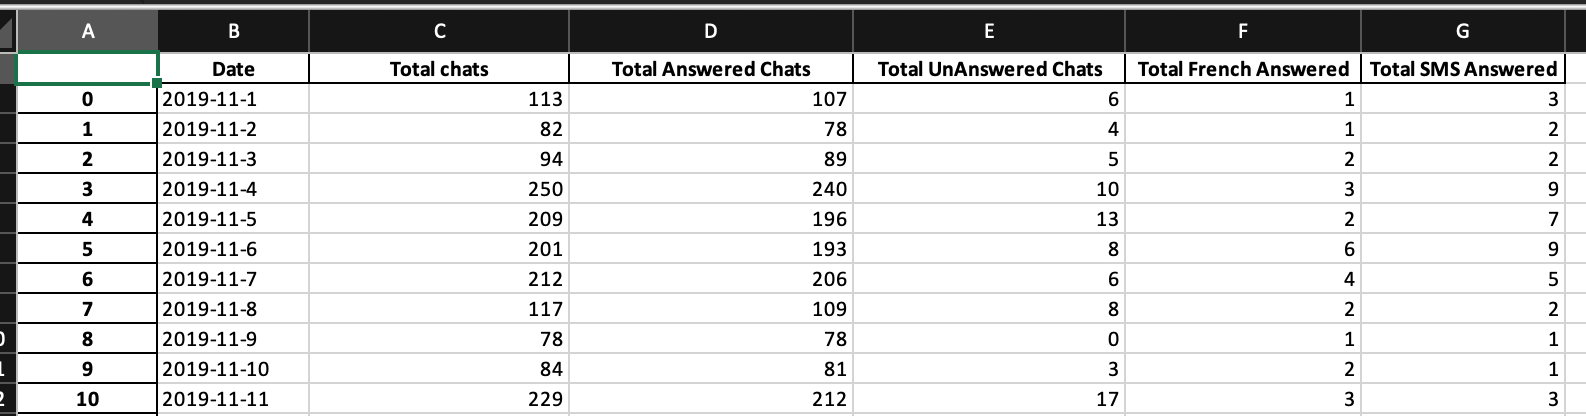 A B C D E F G
Date Total chats Total Answered Chats Total UnAnswered Chats Total French Answered Total SMS Answered
0 2019-11-1 113 107 6 1 3
1 2019-11-2 82 78 4 1 2
2 2019-11-3 94 89 5 2 2
3 2019-11-4 250 240 10 3 9
4 2019-11-5 209 196 13 2 7
5 2019-11-6 201 193 8 6 9
6 2019-11-7 212 206 6 4 5
7 2019-11-8 117 109 8 2 2
8 2019-11-9 78 78 0 1 1
9 2019-11-10 84 81 3 2 1
10 2019-11-11 229 212 17 3 3